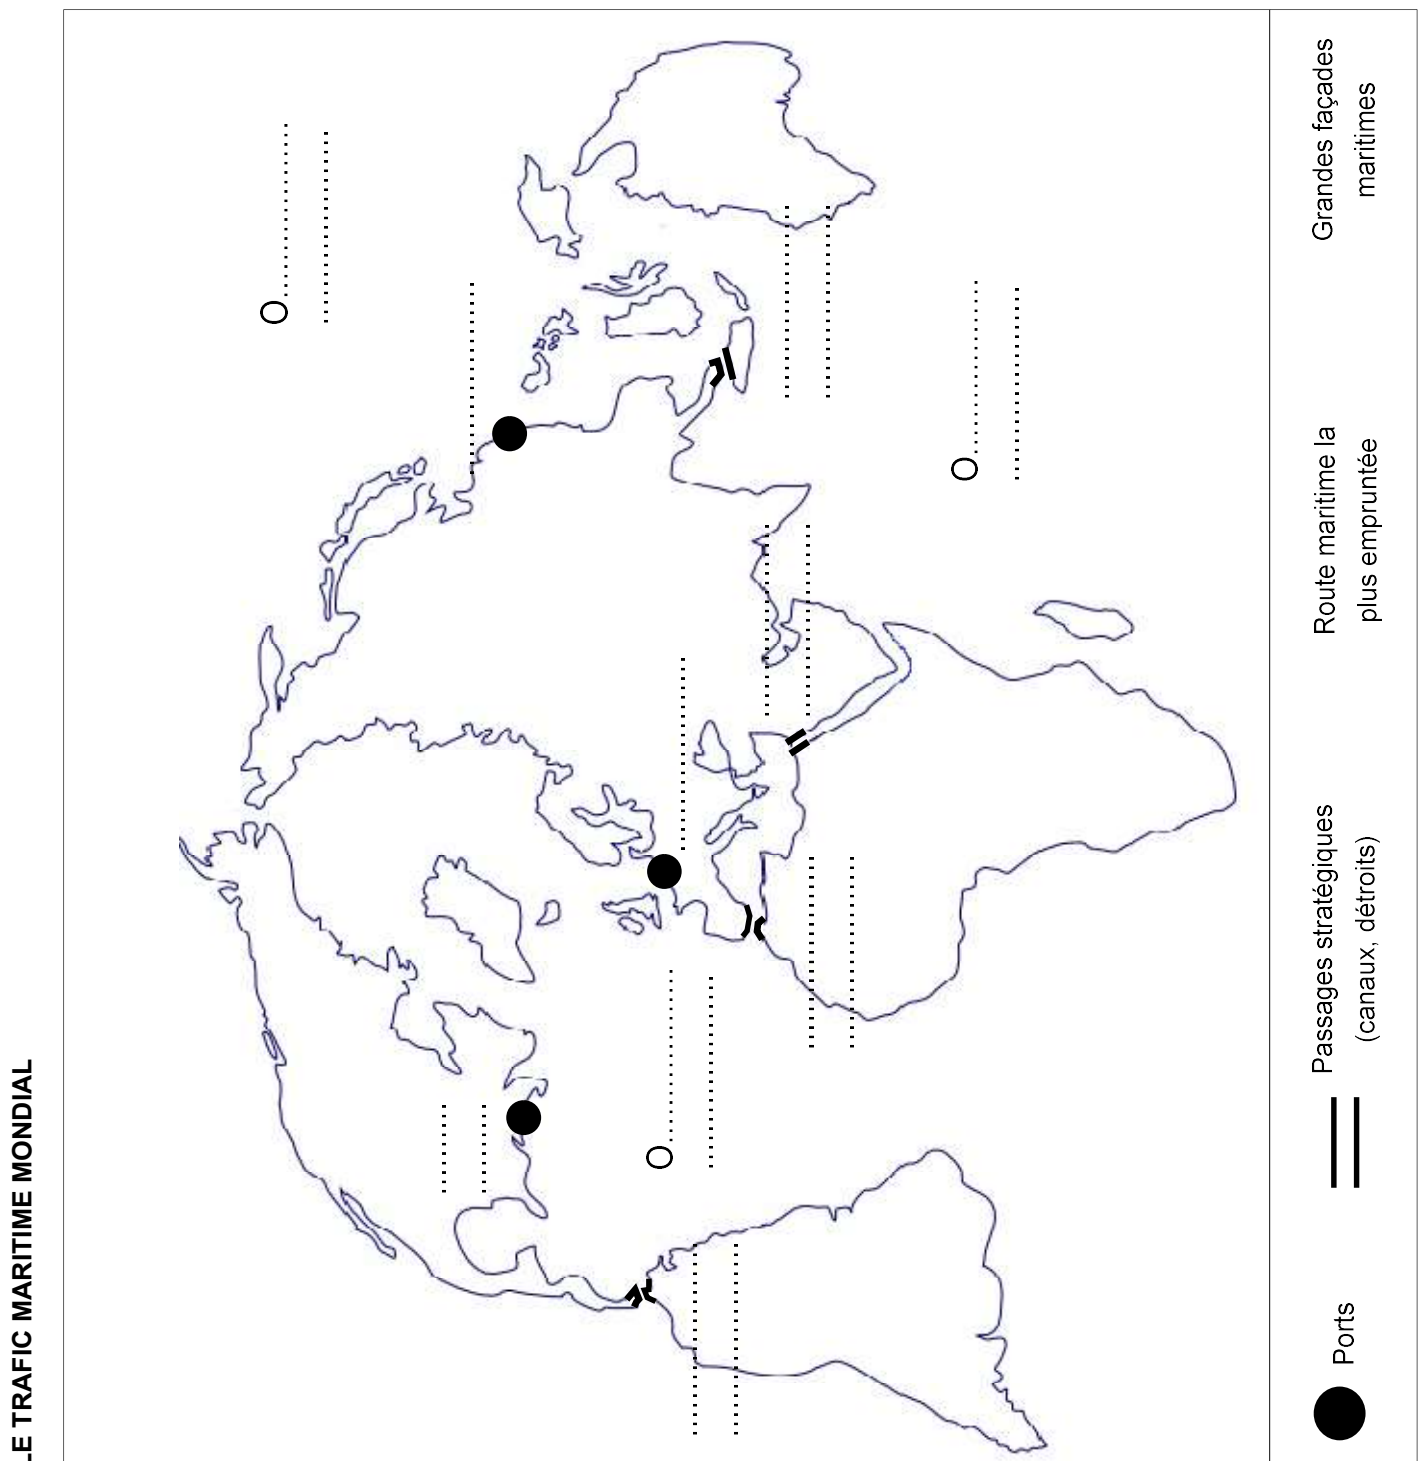 LE TRAFIC MARITIME MONDIAL
O
O
O
Ports
Passages stratégiques
(canaux, détroits)
Route maritime la
plus empruntée
Grandes façades
maritimes